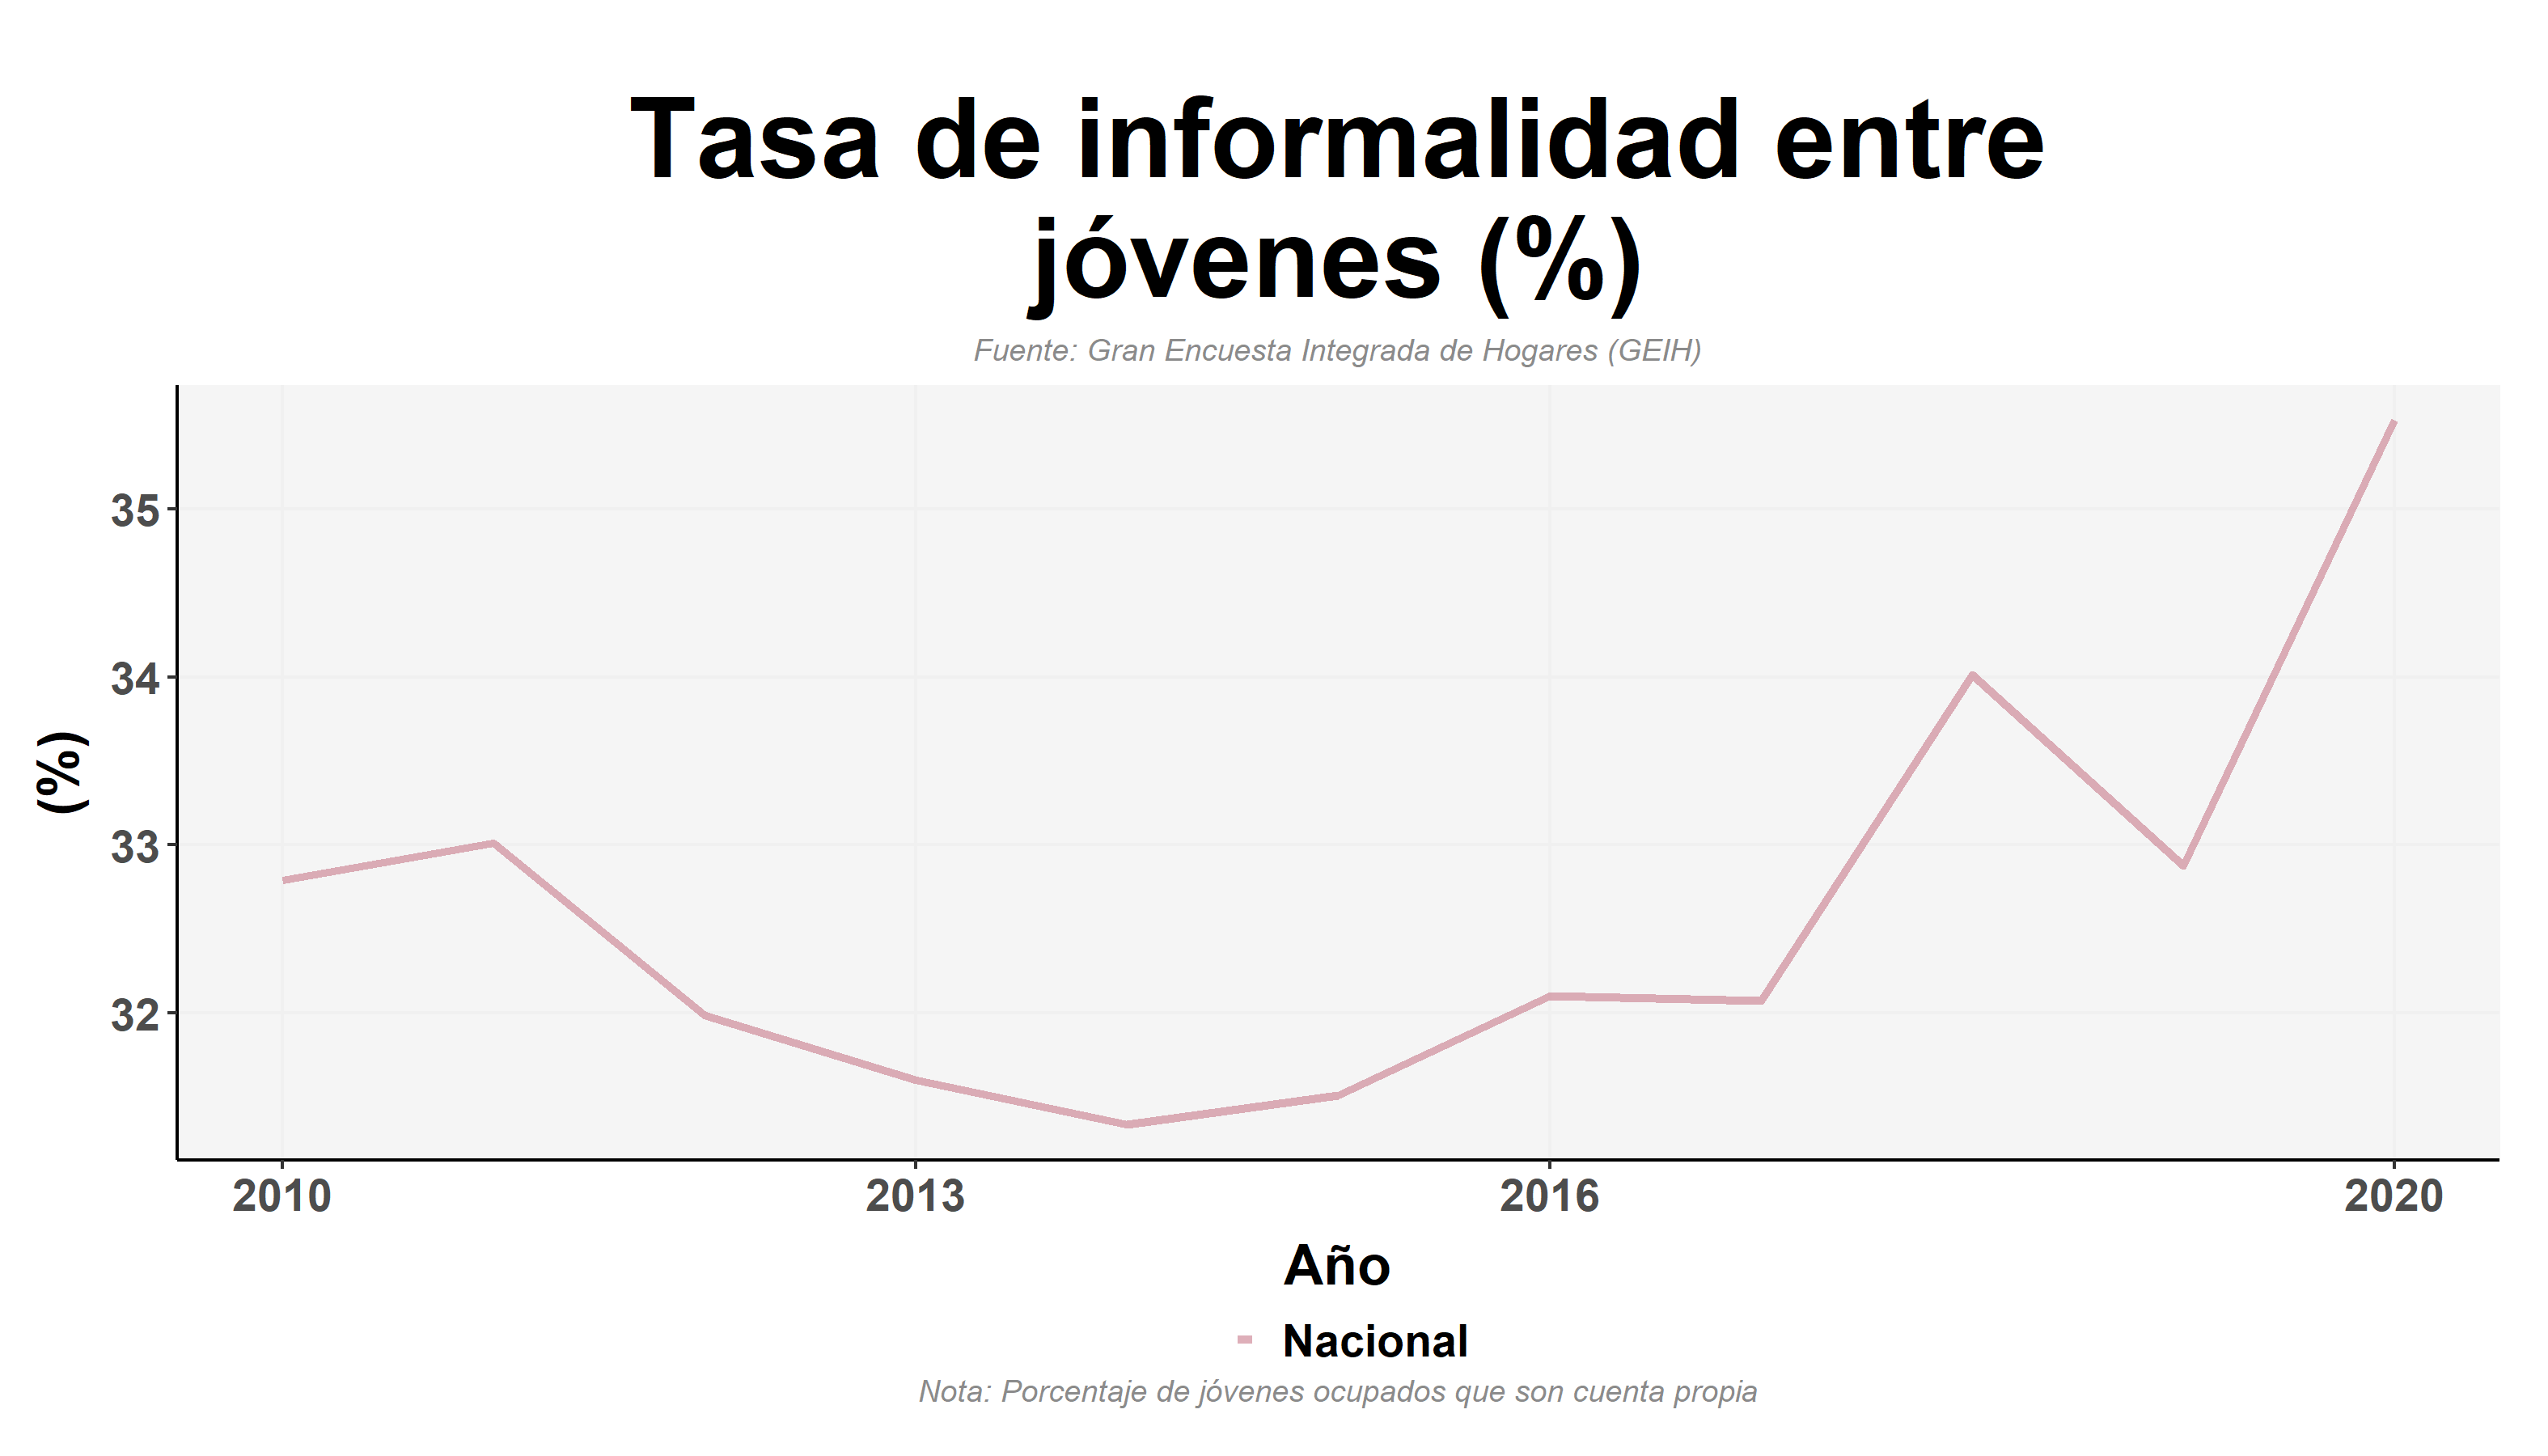 Tasa de informalidad entre
jóvenes (%)
Fuente: Gran Encuesta Integrada de Hogares (GEIH)
35
34
33
32
(%)
2010 2013 2016 2020
Año
Nacional
Nota: Porcentaje de jóvenes ocupados que son cuenta propia